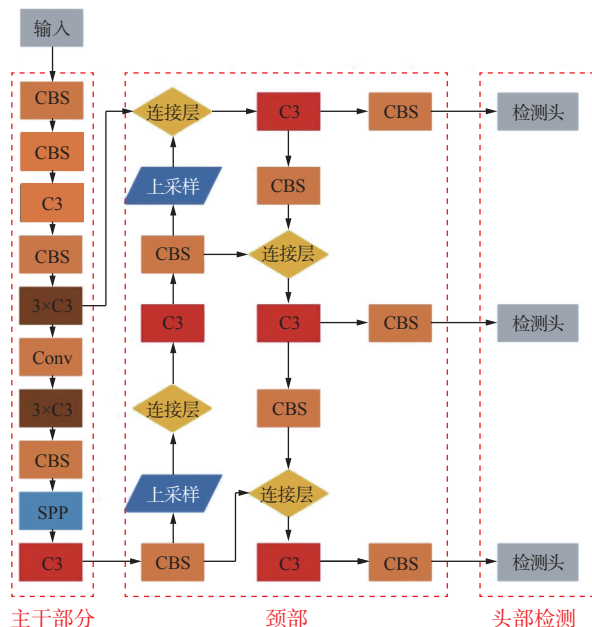 输入
CBS
CBS
C3
CBS
3×C3
Conv
3×C3
CBS
SPP
C3
主干部分
连接层
上采样
CBS
C3
连接层
上采样
CBS
C3
CBS
CBS
连接层
C3
CBS
CBS
连接层
C3
CBS
颈部
检测头
检测头
检测头
头部检测